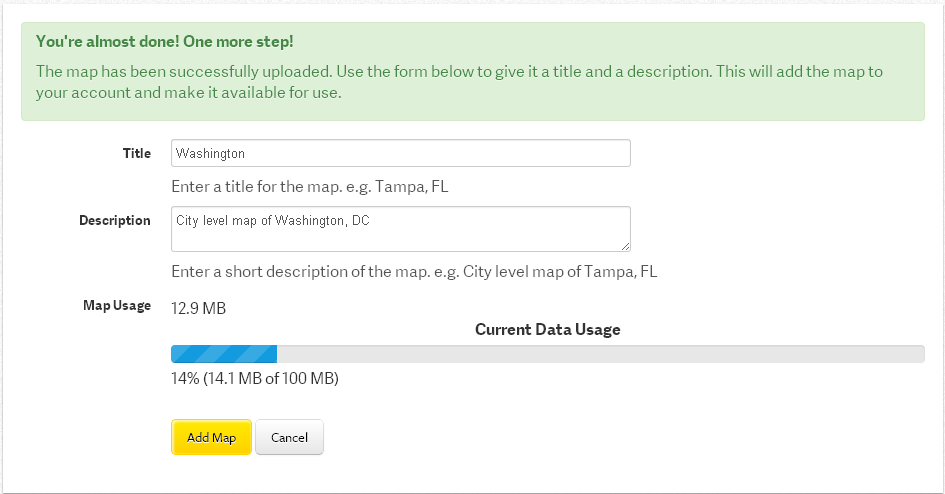 You're almost done! One more step!
The map has been successfully uploaded. Use the form below to give it a title and a description. This will add the map to
your account and make it available for use.
Title
Washington
Enter a title for the map. e.g. Tampa, FL
Description
City level map of Washington, DC
Enter a short description of the map. e.g. City level map of Tampa, FL
Map Usage
12.9 MB
Current Data Usage
14% (14.1 MB of 100 MB)
Add Map
Cancel